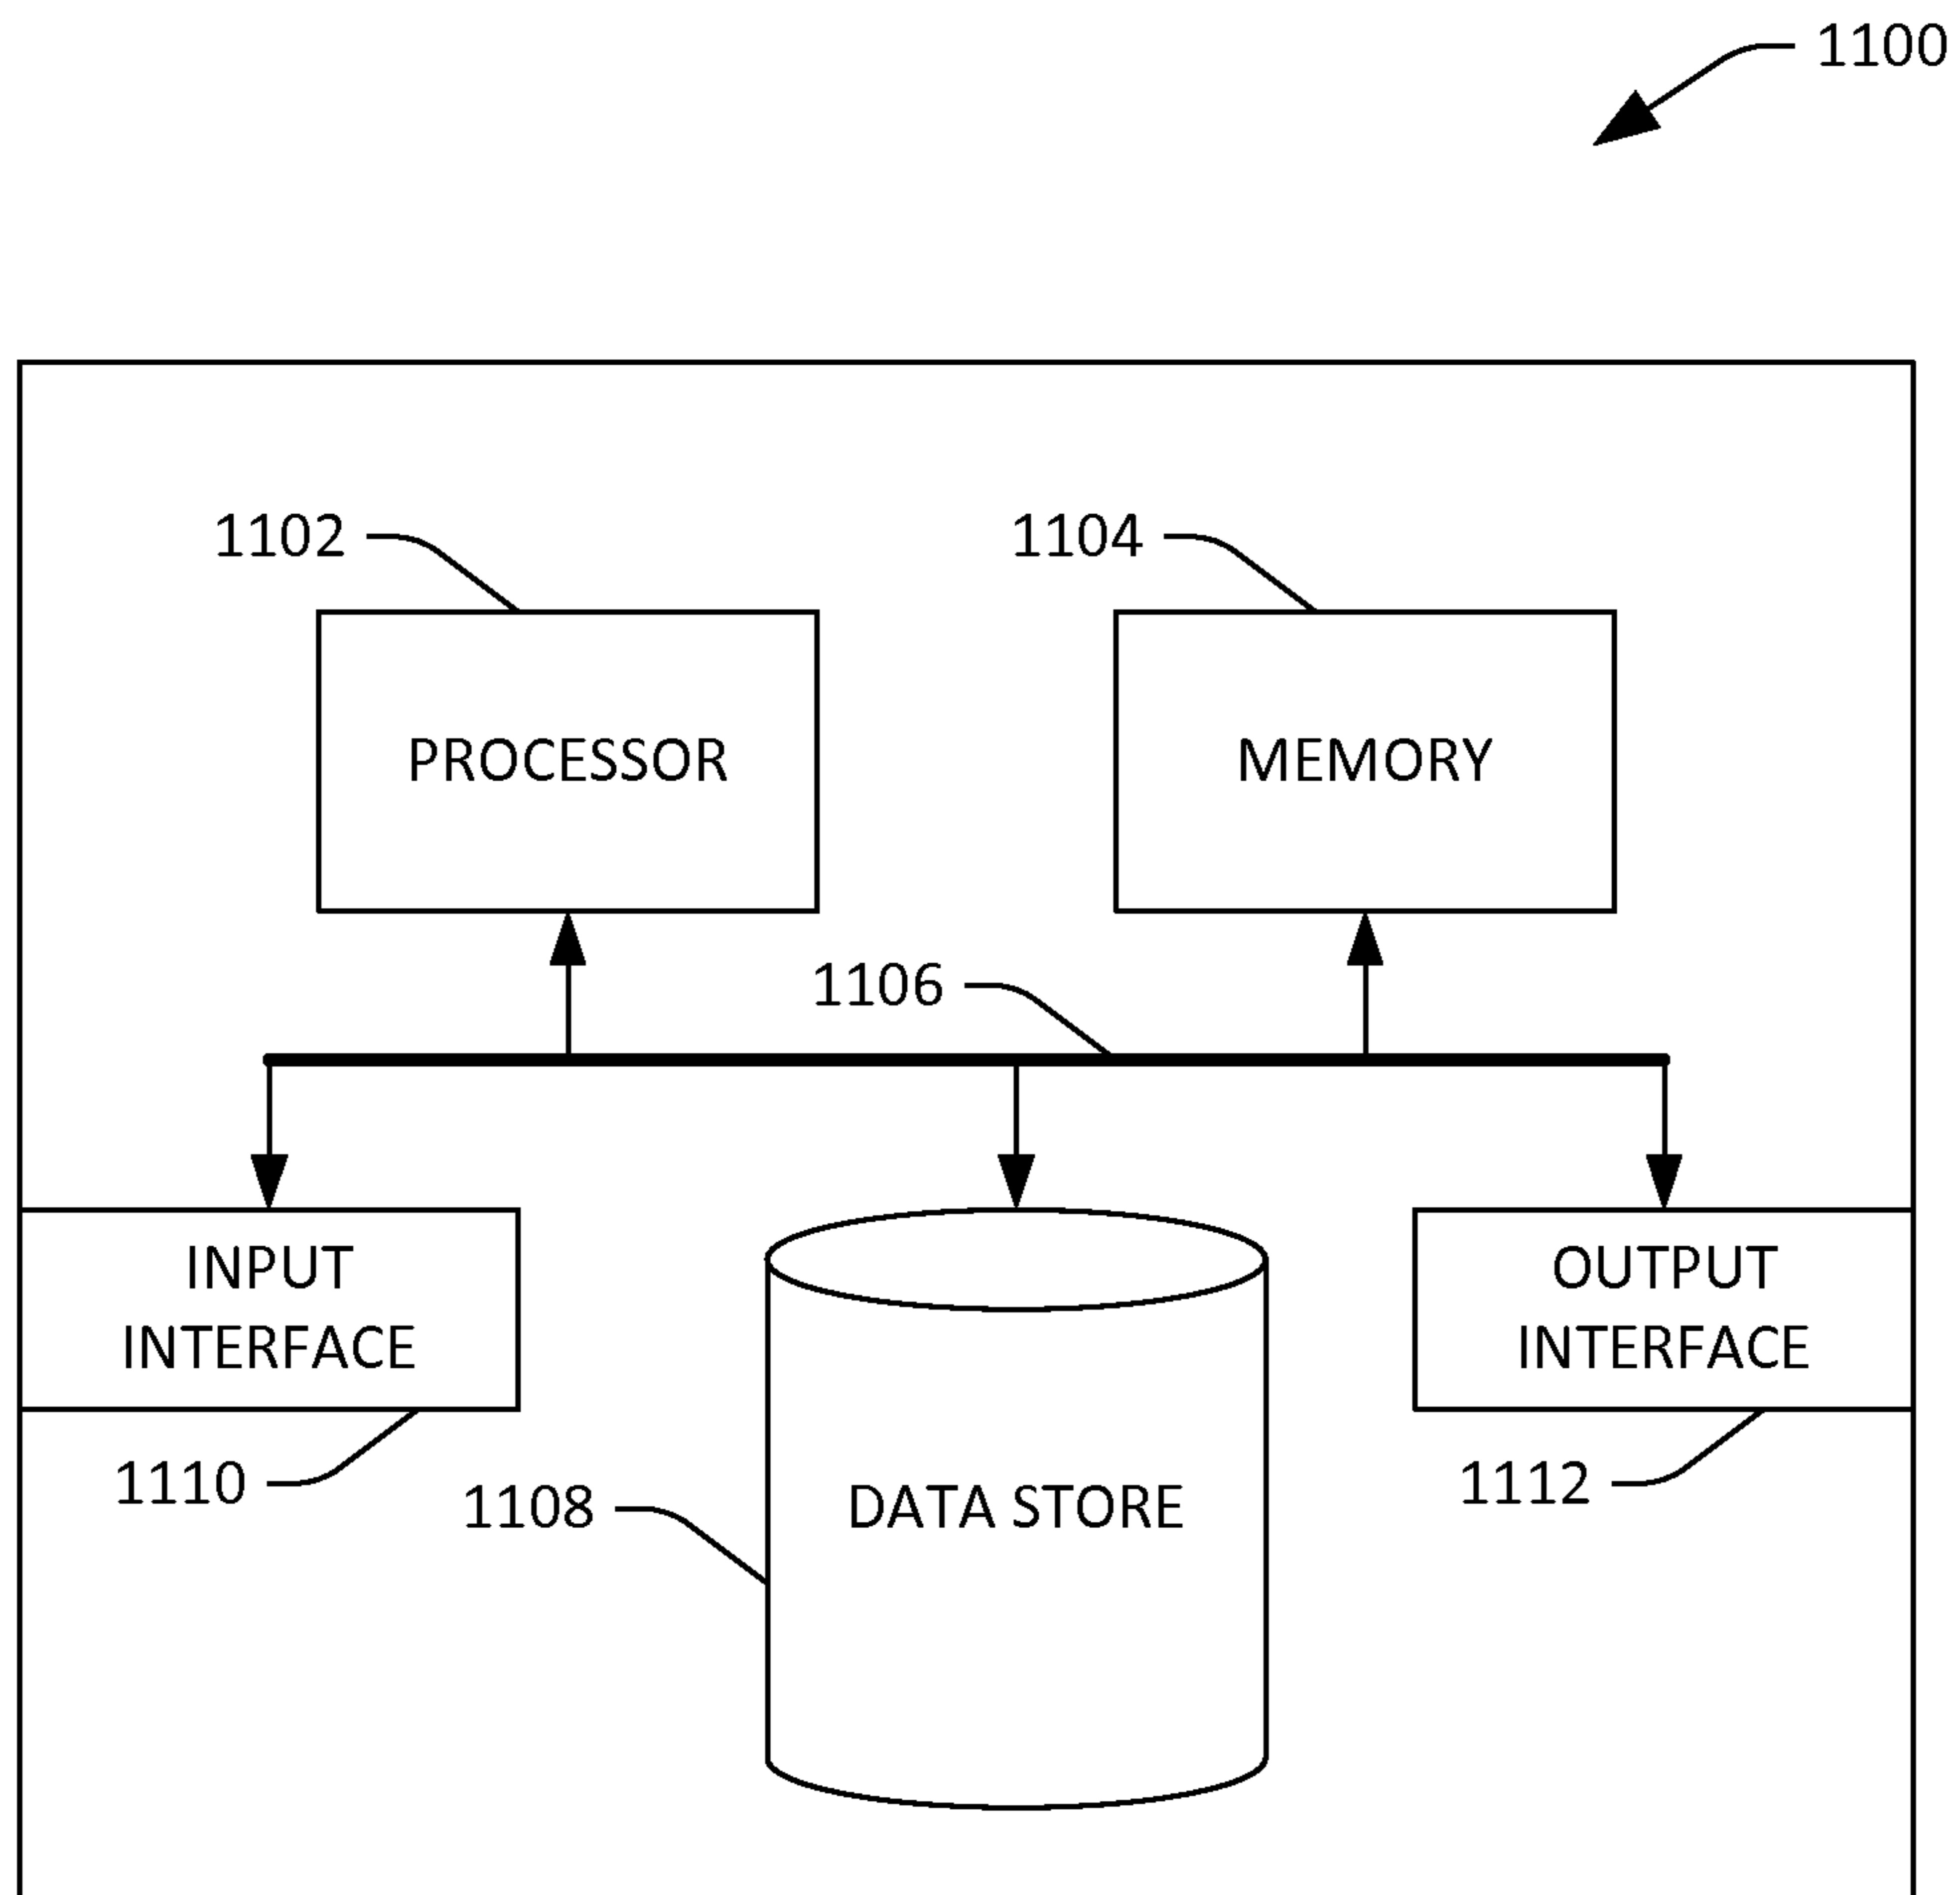 1100
1102
1104
PROCESSOR
MEMORY
1106
INPUT
INTERFACE
OUTPUT
INTERFACE
1110
1108
DATA STORE
1112